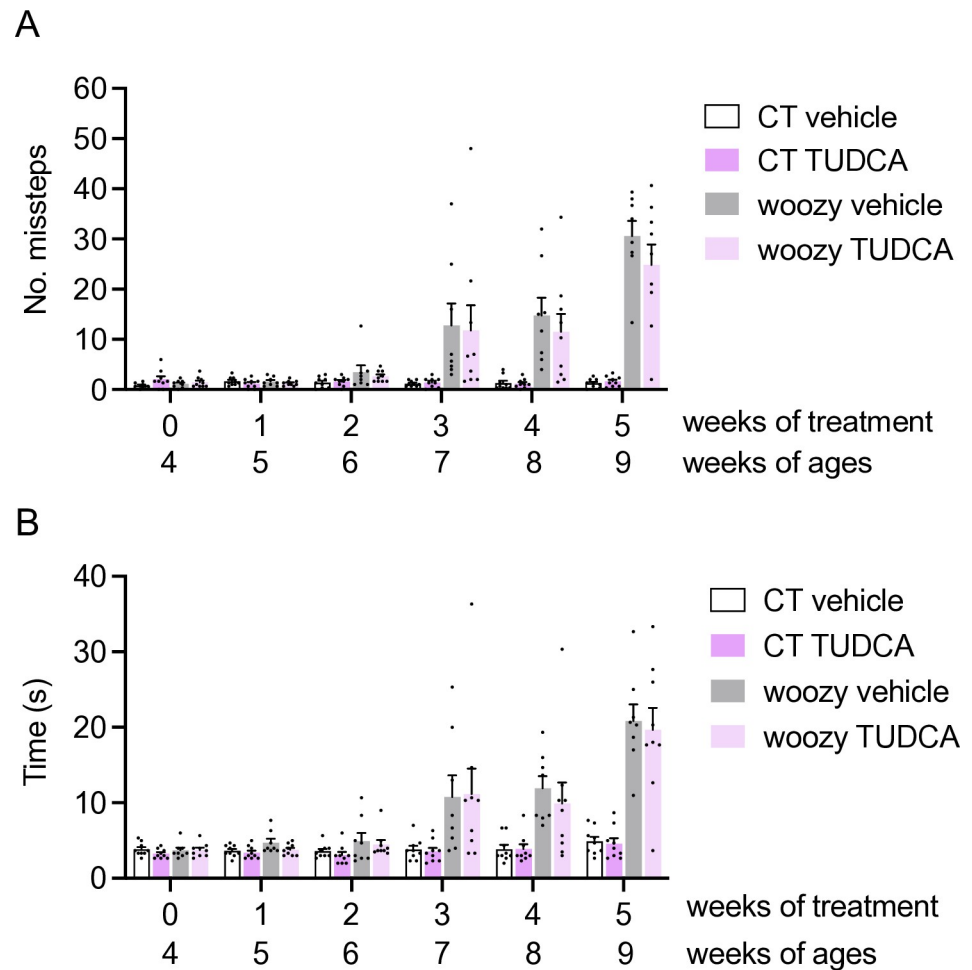 A
60
50
40
30
20
10
0
No. missteps
CT vehicle
CT TUDCA
woozy vehicle
woozy TUDCA
0 1 2 3 4 5 weeks of treatment
4 5 6 7 8 9 weeks of ages
B
40
30
20
10
0
Time (s)
CT vehicle
CT TUDCA
woozy vehicle
woozy TUDCA
0 1 2 3 4 5 weeks of treatment
4 5 6 7 8 9 weeks of ages